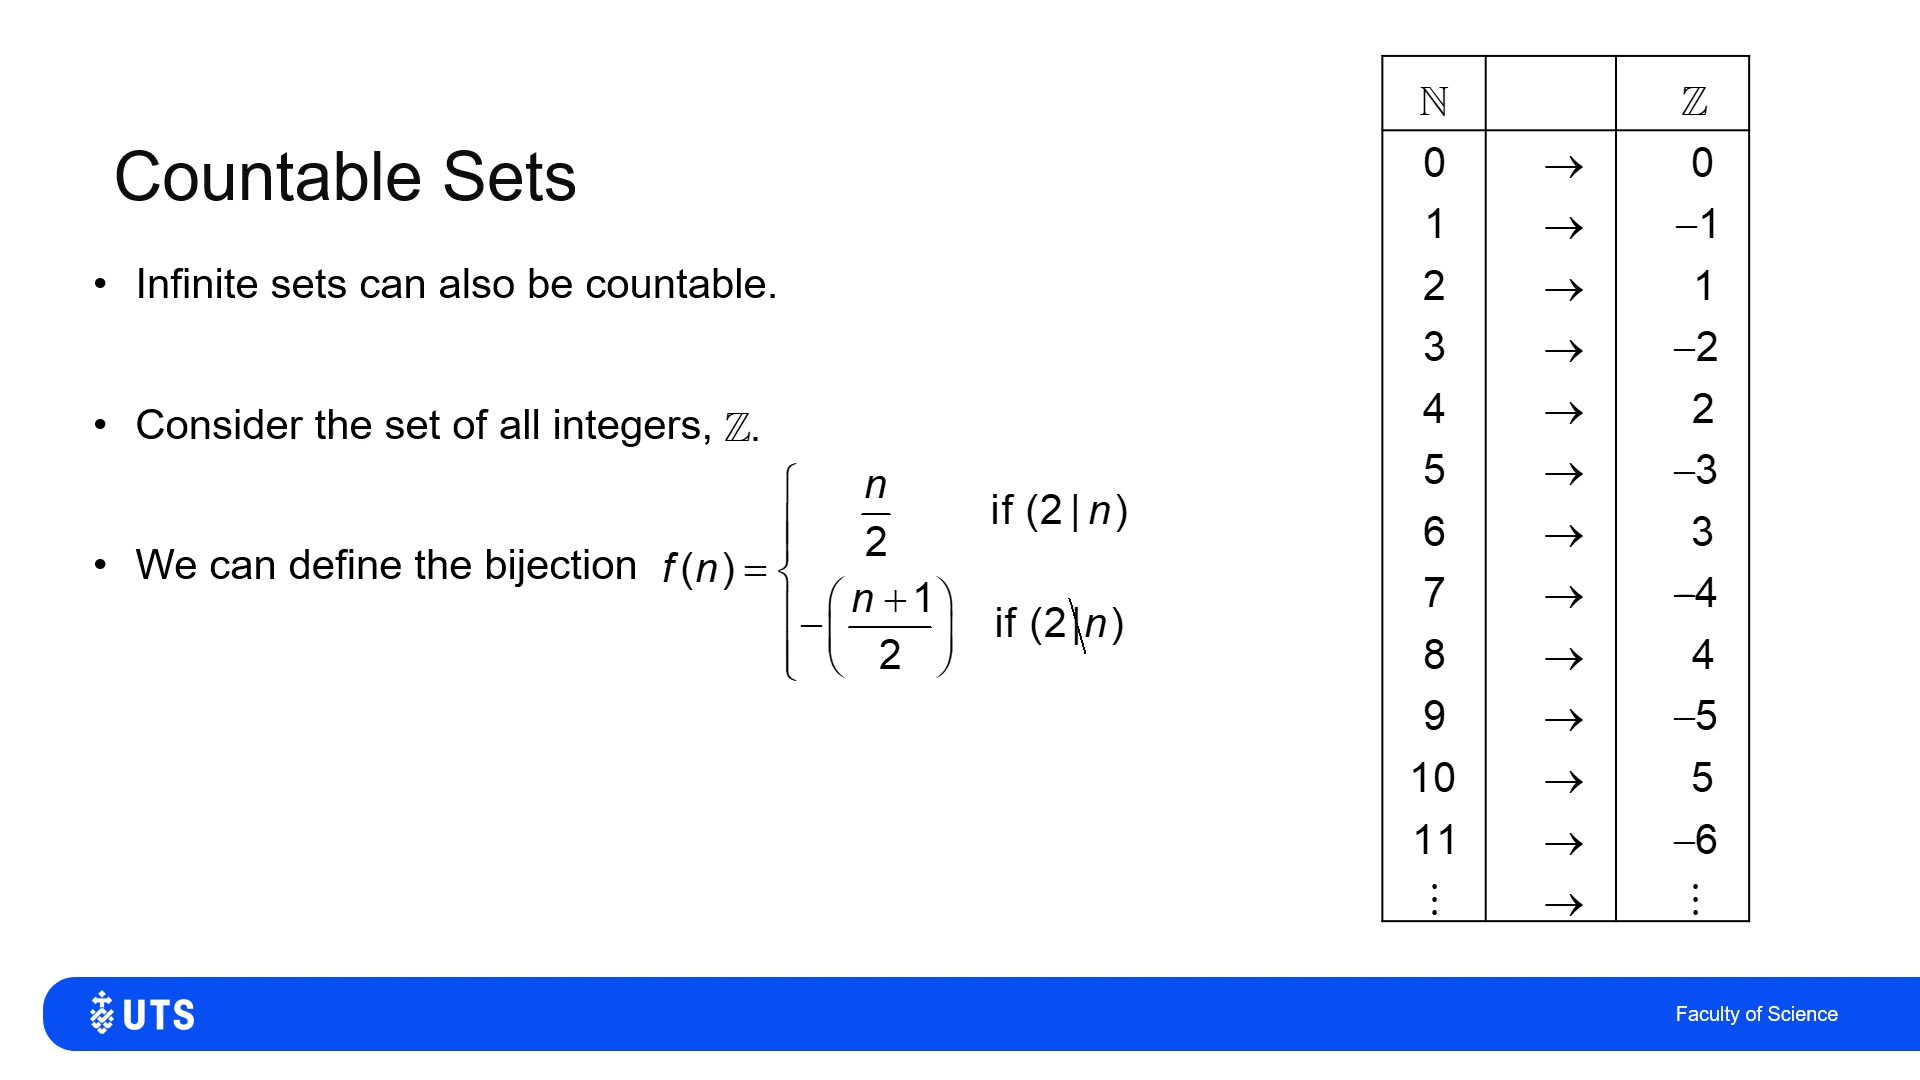 Countable Sets
• Infinite sets can also be countable.
• Consider the set of all integers, ℤ.
• We can define the bijection f(n) = { n/2 if (2 | n)
−((n+1)/2) if (2 ∤ n)
ℕ ℤ
0 → 0
1 → −1
2 → 1
3 → −2
4 → 2
5 → −3
6 → 3
7 → −4
8 → 4
9 → −5
10 → 5
11 → −6
⋮ → ⋮
UTS
Faculty of Science